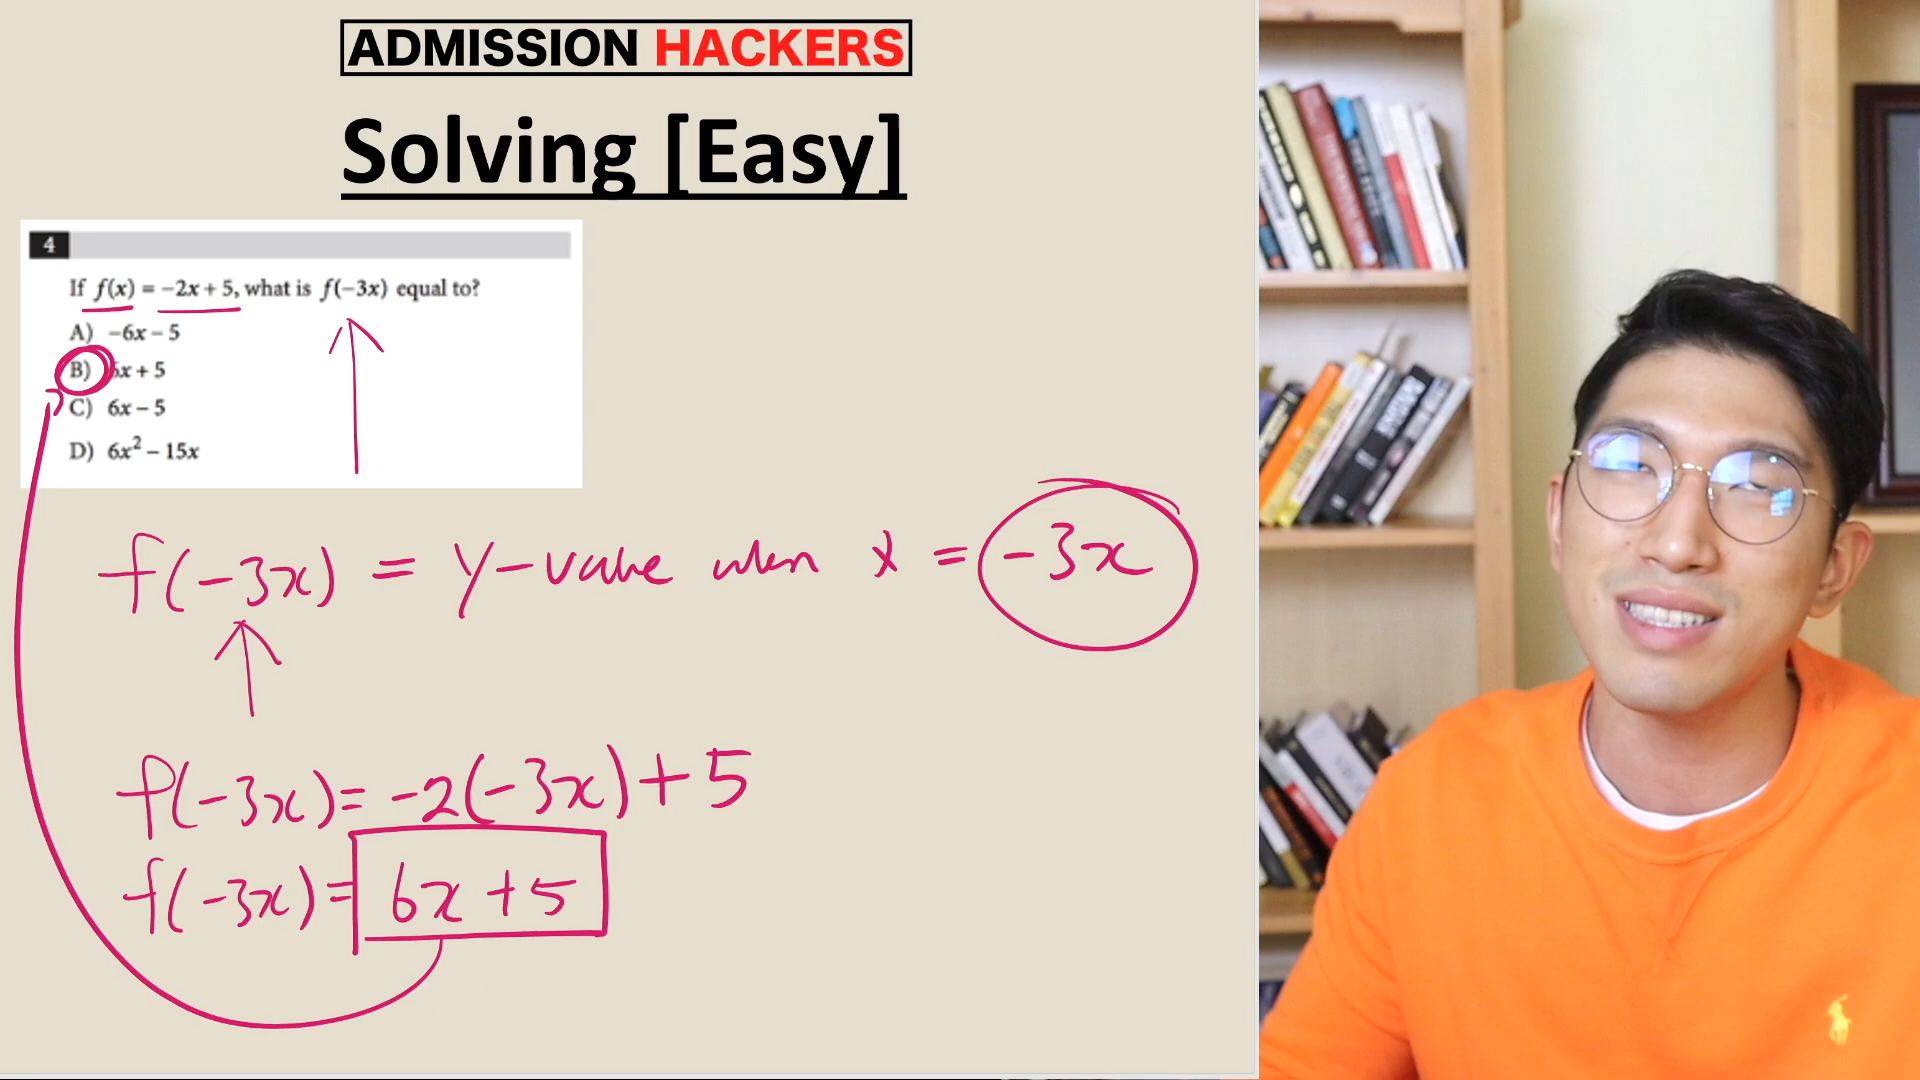 ADMISSION HACKERS
Solving [Easy]
4
If f(x) = −2x + 5, what is f(−3x) equal to?
A) −6x − 5
B) 6x + 5
C) 6x − 5
D) 6x² − 15x
f(−3x) = y−value when x = −3x
f(−3x) = −2(−3x) + 5
f(−3x) = 6x + 5